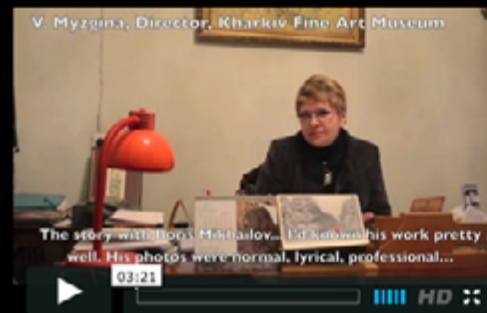 V. Myzgina, Director, Kharkiv Fine Art Museum
The story with Boris Mikhailov... I'd known his work pretty
well. His photos were normal, lyrical, professional...
03:21
HD